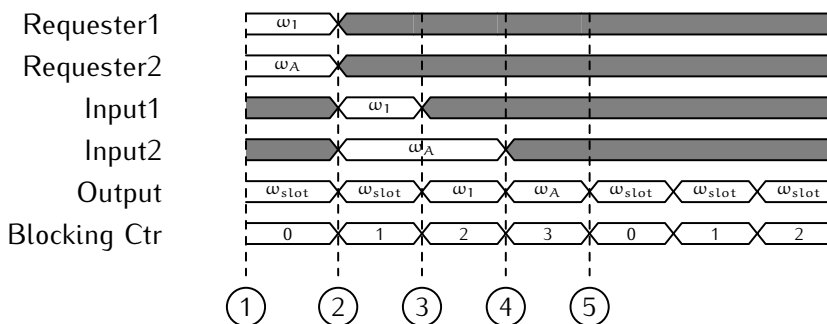 Requester1 ω1
Requester2 ωA
Input1 ω1
Input2 ωA
Output ωslot ωslot ω1 ωA ωslot ωslot ωslot
Blocking Ctr 0 1 2 3 0 1 2
1 2 3 4 5